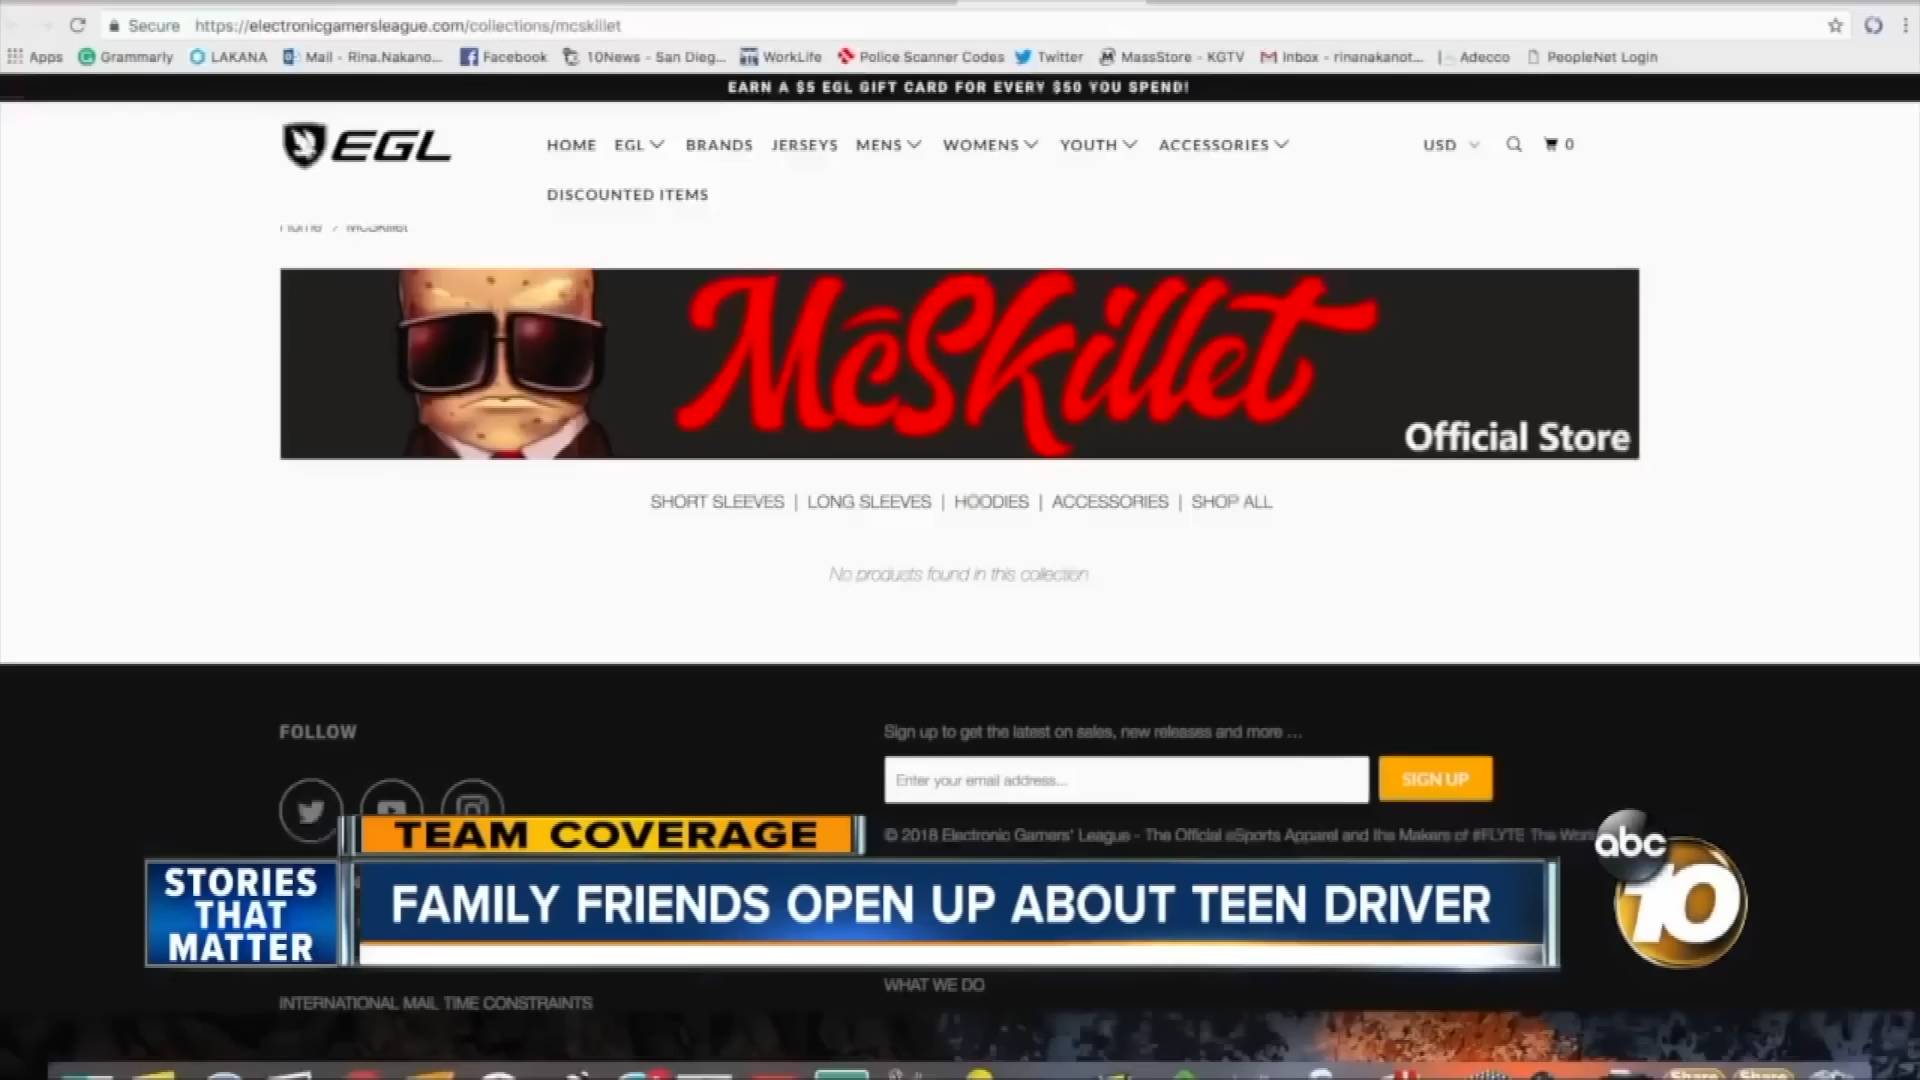 Secure https://electronicgamersleague.com/collections/mcskillet
Apps Grammarly LAKANA Mail - Rina.Nakano... Facebook 10News - San Dieg... WorkLife Police Scanner Codes Twitter MassStore - KGTV Inbox - rinanakanot... Adecco PeopleNet Login
EARN A $5 EGL GIFT CARD FOR EVERY $50 YOU SPEND!
EGL HOME EGL BRANDS JERSEYS MENS WOMENS YOUTH ACCESSORIES USD 0
DISCOUNTED ITEMS
Home / McSkillet
McSkillet
Official Store
SHORT SLEEVES | LONG SLEEVES | HOODIES | ACCESSORIES | SHOP ALL
No products found in this collection
FOLLOW
Sign up to get the latest on sales, new releases and more ...
Enter your email address... SIGN UP
© 2018 Electronic Gamers' League - The Official eSports Apparel and the Makers of #FLYTE The
TEAM COVERAGE
STORIES
THAT
MATTER
FAMILY FRIENDS OPEN UP ABOUT TEEN DRIVER
abc
10
WHAT WE DO
INTERNATIONAL MAIL TIME CONSTRAINTS
Share Share